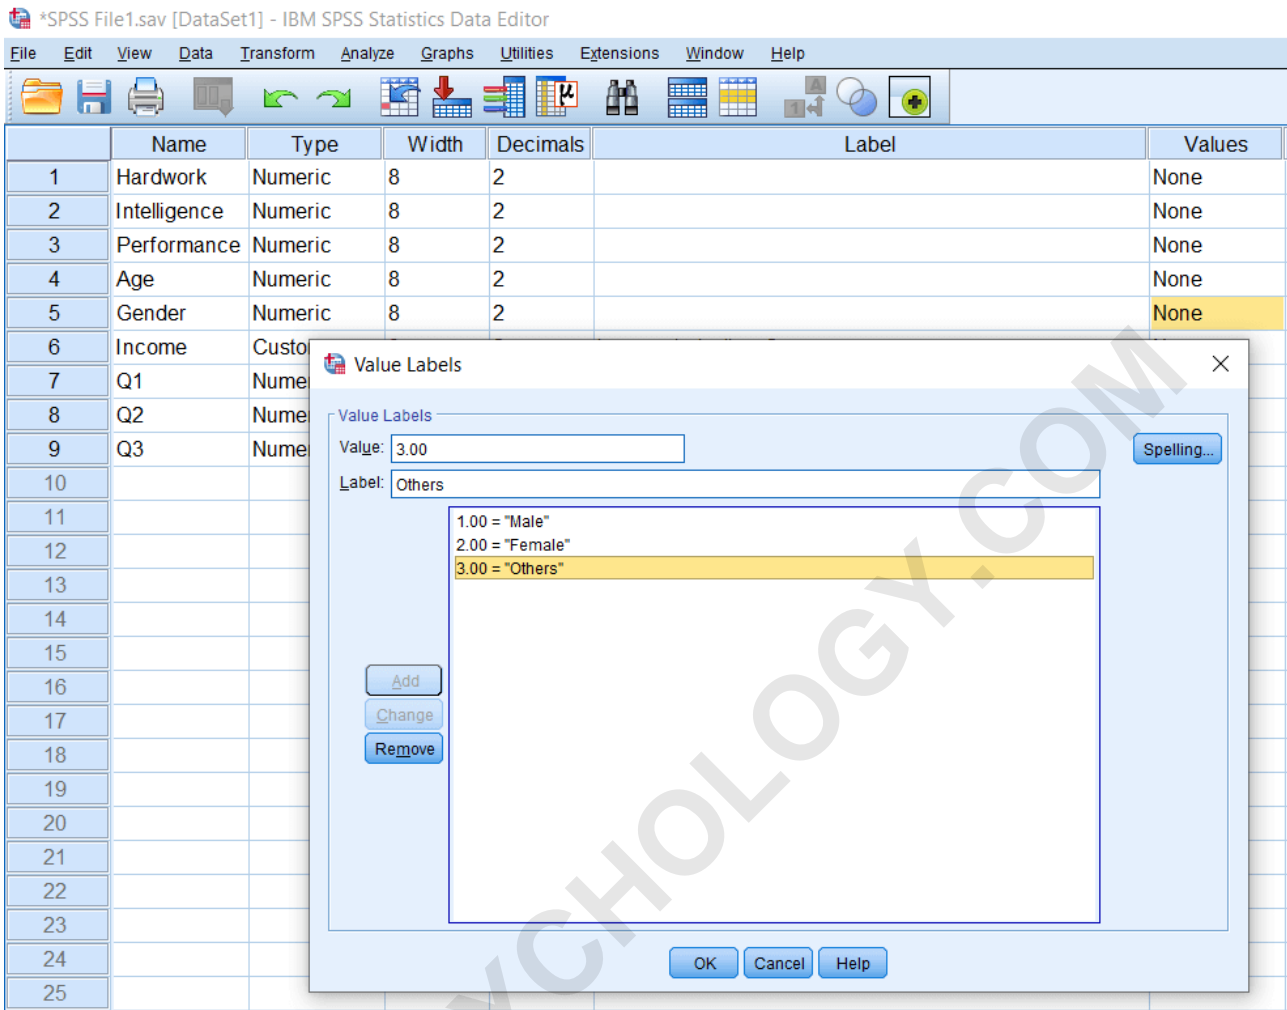 *SPSS File1.sav [DataSet1] - IBM SPSS Statistics Data Editor
File Edit View Data Transform Analyze Graphs Utilities Extensions Window Help
Name Type Width Decimals Label Values
1 Hardwork Numeric 8 2 None
2 Intelligence Numeric 8 2 None
3 Performance Numeric 8 2 None
4 Age Numeric 8 2 None
5 Gender Numeric 8 2 None
6 Income Custo
7 Q1 Nume
8 Q2 Nume
9 Q3 Nume
10
11
12
13
14
15
16
17
18
19
20
21
22
23
24
25
Value Labels
Value Labels
Value: 3.00
Spelling...
Label: Others
1.00 = "Male"
2.00 = "Female"
3.00 = "Others"
Add
Change
Remove
OK Cancel Help
YCHOLOGY.COM